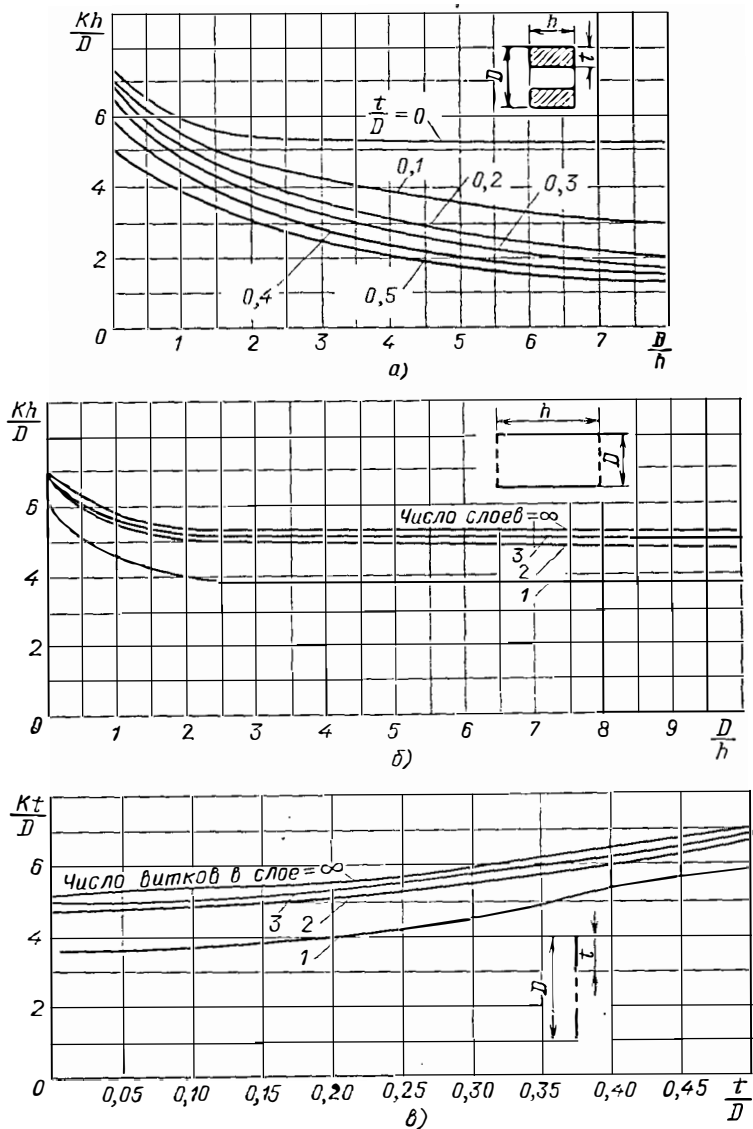 Kh
D
6
4
2
0
h
D
t
t/D = 0
0,1
0,2
0,3
0,4
0,5
1 2 3 4 5 6 7 D/h
а)
Kh
D
6
4
2
0
h
D
Число слоев=∞
3
2
1
1 2 3 4 5 6 7 8 9 D/h
б)
Kt
D
6
4
2
0
Число витков в слое=∞
3 2
1
D
t
0,05 0,10 0,15 0,20 0,25 0,30 0,35 0,40 0,45 t/D
в)